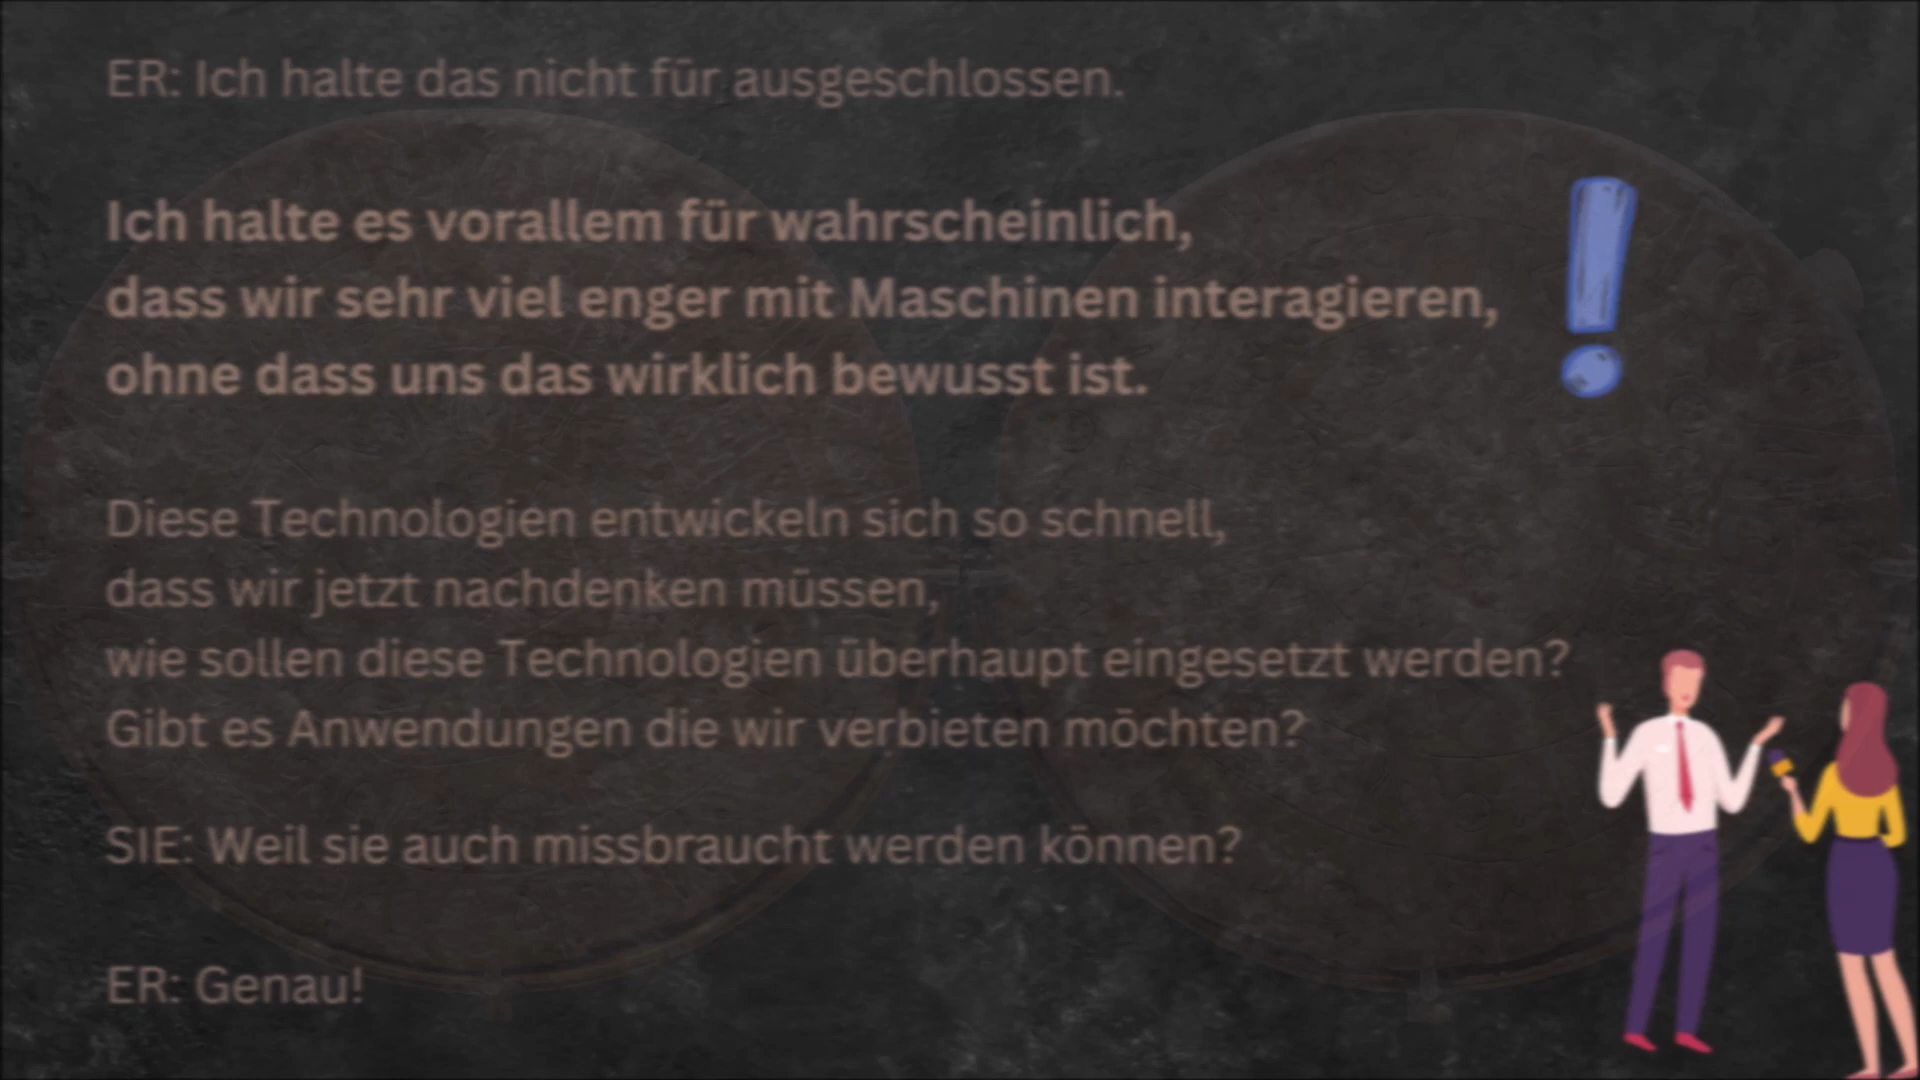 ER: Ich halte das nicht für ausgeschlossen.
Ich halte es vorallem für wahrscheinlich,
dass wir sehr viel enger mit Maschinen interagieren,
ohne dass uns das wirklich bewusst ist.
Diese Technologien entwickeln sich so schnell,
dass wir jetzt nachdenken müssen,
wie sollen diese Technologien überhaupt eingesetzt werden?
Gibt es Anwendungen die wir verbieten möchten?
SIE: Weil sie auch missbraucht werden können?
ER: Genau!